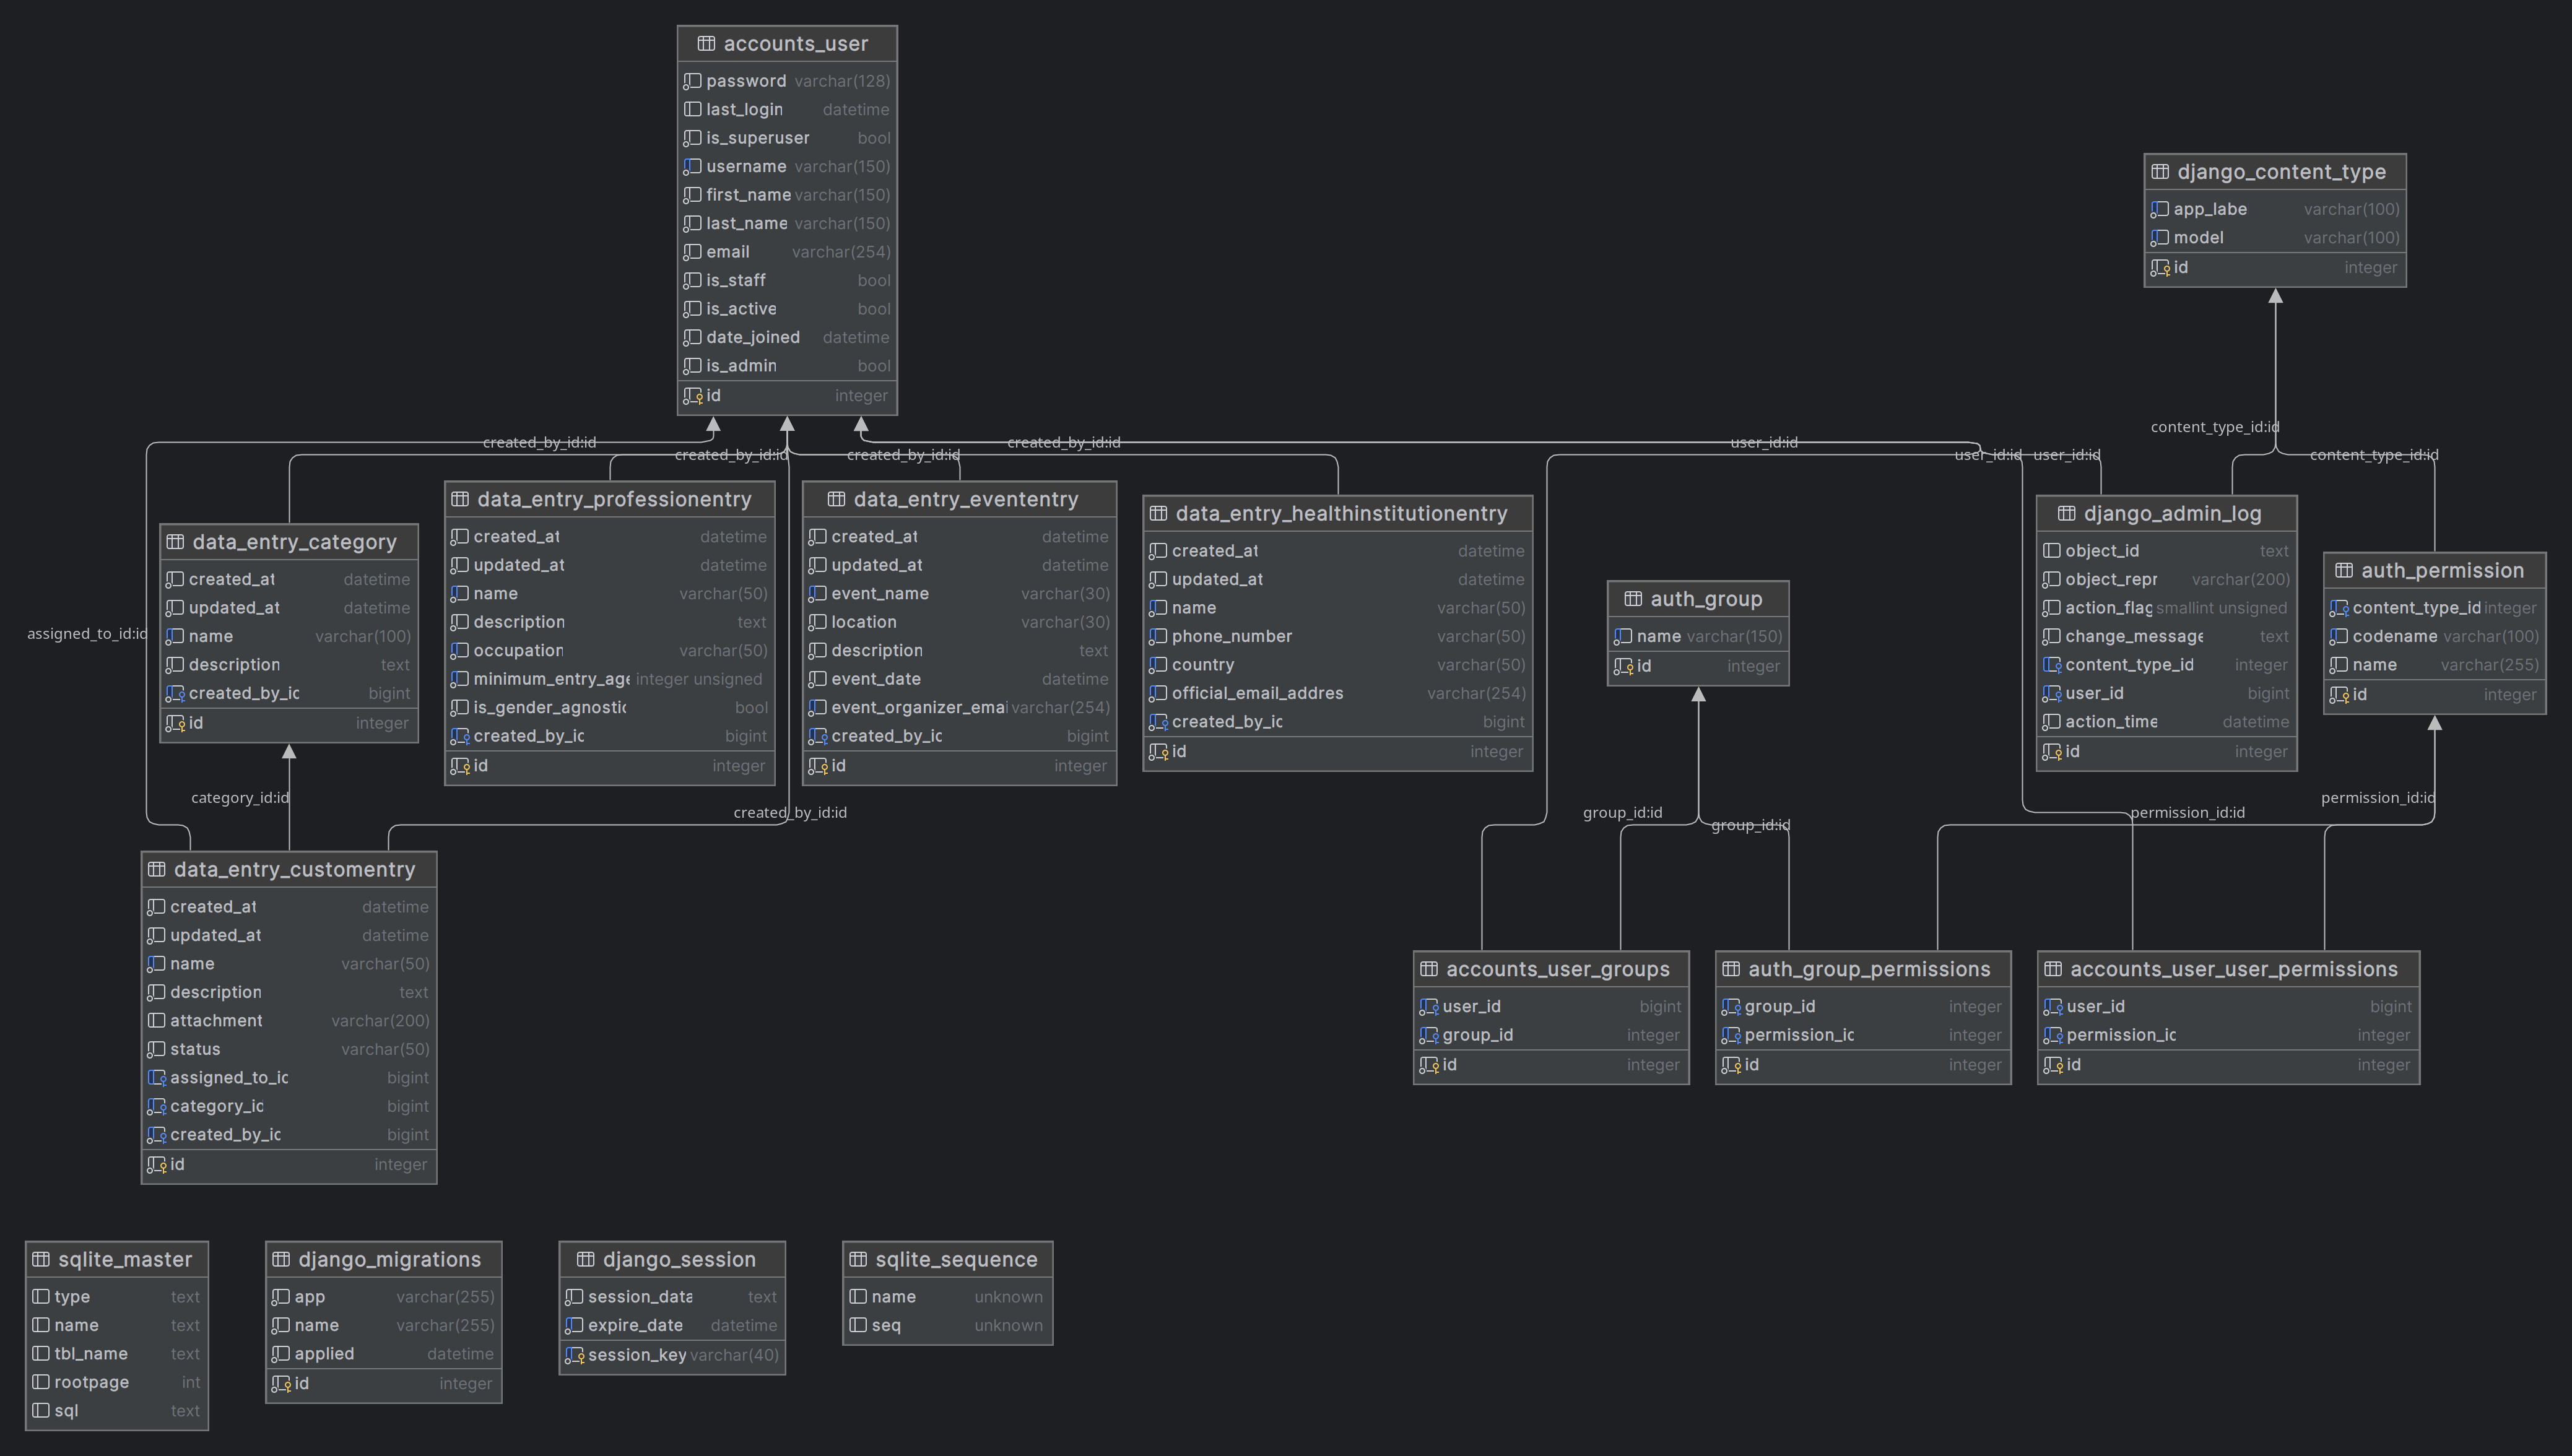 accounts_user
password varchar(128)
last_login datetime
is_superuser bool
username varchar(150)
first_name varchar(150)
last_name varchar(150)
email varchar(254)
is_staff bool
is_active bool
date_joined datetime
is_admin bool
id integer
django_content_type
app_labe varchar(100)
model varchar(100)
id integer
content_type_id:id
created_by_id:id
created_by_id:id
user_id:id
created_by_id:id
created_by_id:id
user_id:id
user_id:id
content_type_id:id
data_entry_category
created_at datetime
updated_at datetime
name varchar(100)
description text
created_by_ic bigint
id integer
data_entry_professionentry
created_at datetime
updated_at datetime
name varchar(50)
description text
occupation varchar(50)
minimum_entry_age integer unsigned
is_gender_agnostic bool
created_by_ic bigint
id integer
data_entry_evententry
created_at datetime
updated_at datetime
event_name varchar(30)
location varchar(30)
description text
event_date datetime
event_organizer_emai varchar(254)
created_by_ic bigint
id integer
data_entry_healthinstitutionentry
created_at datetime
updated_at datetime
name varchar(50)
phone_number varchar(50)
country varchar(50)
official_email_addres varchar(254)
created_by_ic bigint
id integer
auth_group
name varchar(150)
id integer
django_admin_log
object_id text
object_repr varchar(200)
action_flag smallint unsigned
change_message text
content_type_id integer
user_id bigint
action_time datetime
id integer
auth_permission
content_type_id integer
codename varchar(100)
name varchar(255)
id integer
assigned_to_id:id
category_id:id
created_by_id:id
group_id:id
group_id:id
permission_id:id
permission_id:id
data_entry_customentry
created_at datetime
updated_at datetime
name varchar(50)
description text
attachment varchar(200)
status varchar(50)
assigned_to_ic bigint
category_ic bigint
created_by_ic bigint
id integer
accounts_user_groups
user_id bigint
group_id integer
id integer
auth_group_permissions
group_id integer
permission_ic integer
id integer
accounts_user_user_permissions
user_id bigint
permission_ic integer
id integer
sqlite_master
type text
name text
tbl_name text
rootpage int
sql text
django_migrations
app varchar(255)
name varchar(255)
applied datetime
id integer
django_session
session_data text
expire_date datetime
session_key varchar(40)
sqlite_sequence
name unknown
seq unknown